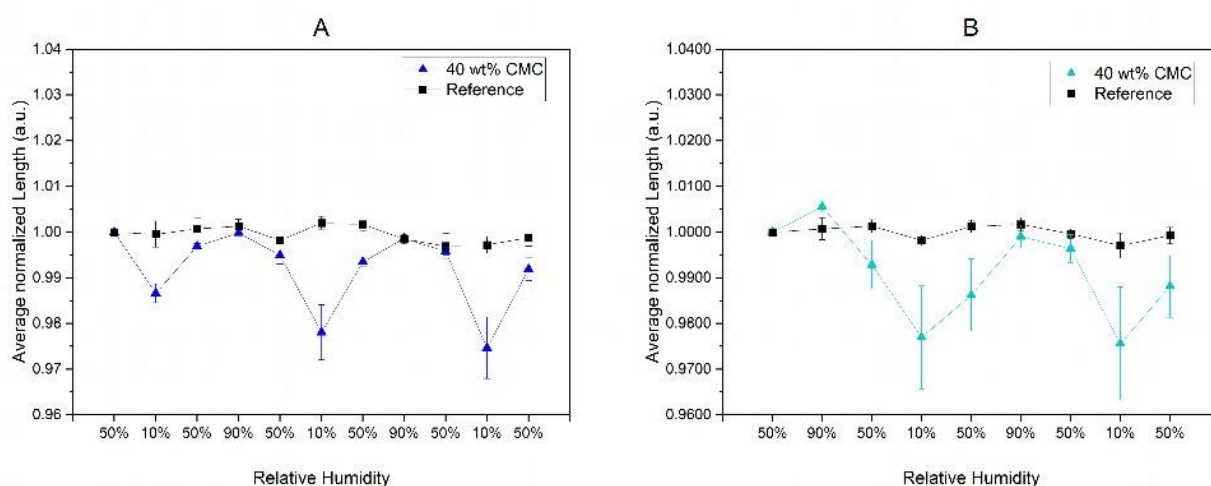 A
Average normalized Length (a.u.)
1.04
1.03
1.02
1.01
1.00
0.99
0.98
0.97
0.96
40 wt% CMC
Reference
50% 10% 50% 90% 50% 10% 50% 90% 50% 10% 50%
Relative Humidity
B
Average normalized Length (a.u.)
1.0400
1.0300
1.0200
1.0100
1.0000
0.9900
0.9800
0.9700
0.9600
40 wt% CMC
Reference
50% 90% 50% 10% 50% 90% 50% 10% 50%
Relative Humidity